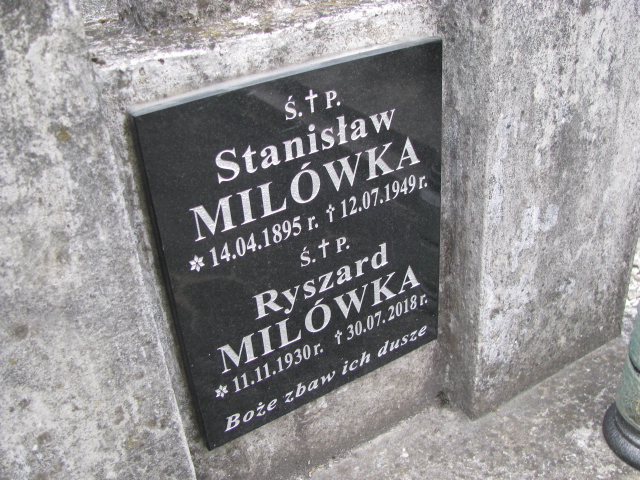 Ś.✝P.
Stanisław
MILÓWKA
✲14.04.1895 r. ✝12.07.1949 r.
Ś.✝P.
Ryszard
MILÓWKA
✲11.11.1930 r. ✝30.07.2018 r.
Boże zbaw ich dusze